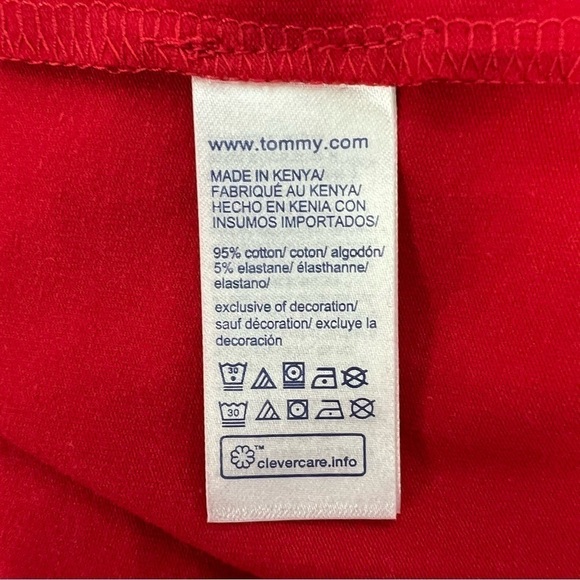 www.tommy.com
MADE IN KENYA/
FABRIQUÉ AU KENYA/
HECHO EN KENIA CON
INSUMOS IMPORTADOS/
95% cotton/ coton/ algodón/
5% elastane/ élasthanne/
elastano/
exclusive of decoration/
sauf décoration/ excluye la
decoración
30
30
™
clevercare.info